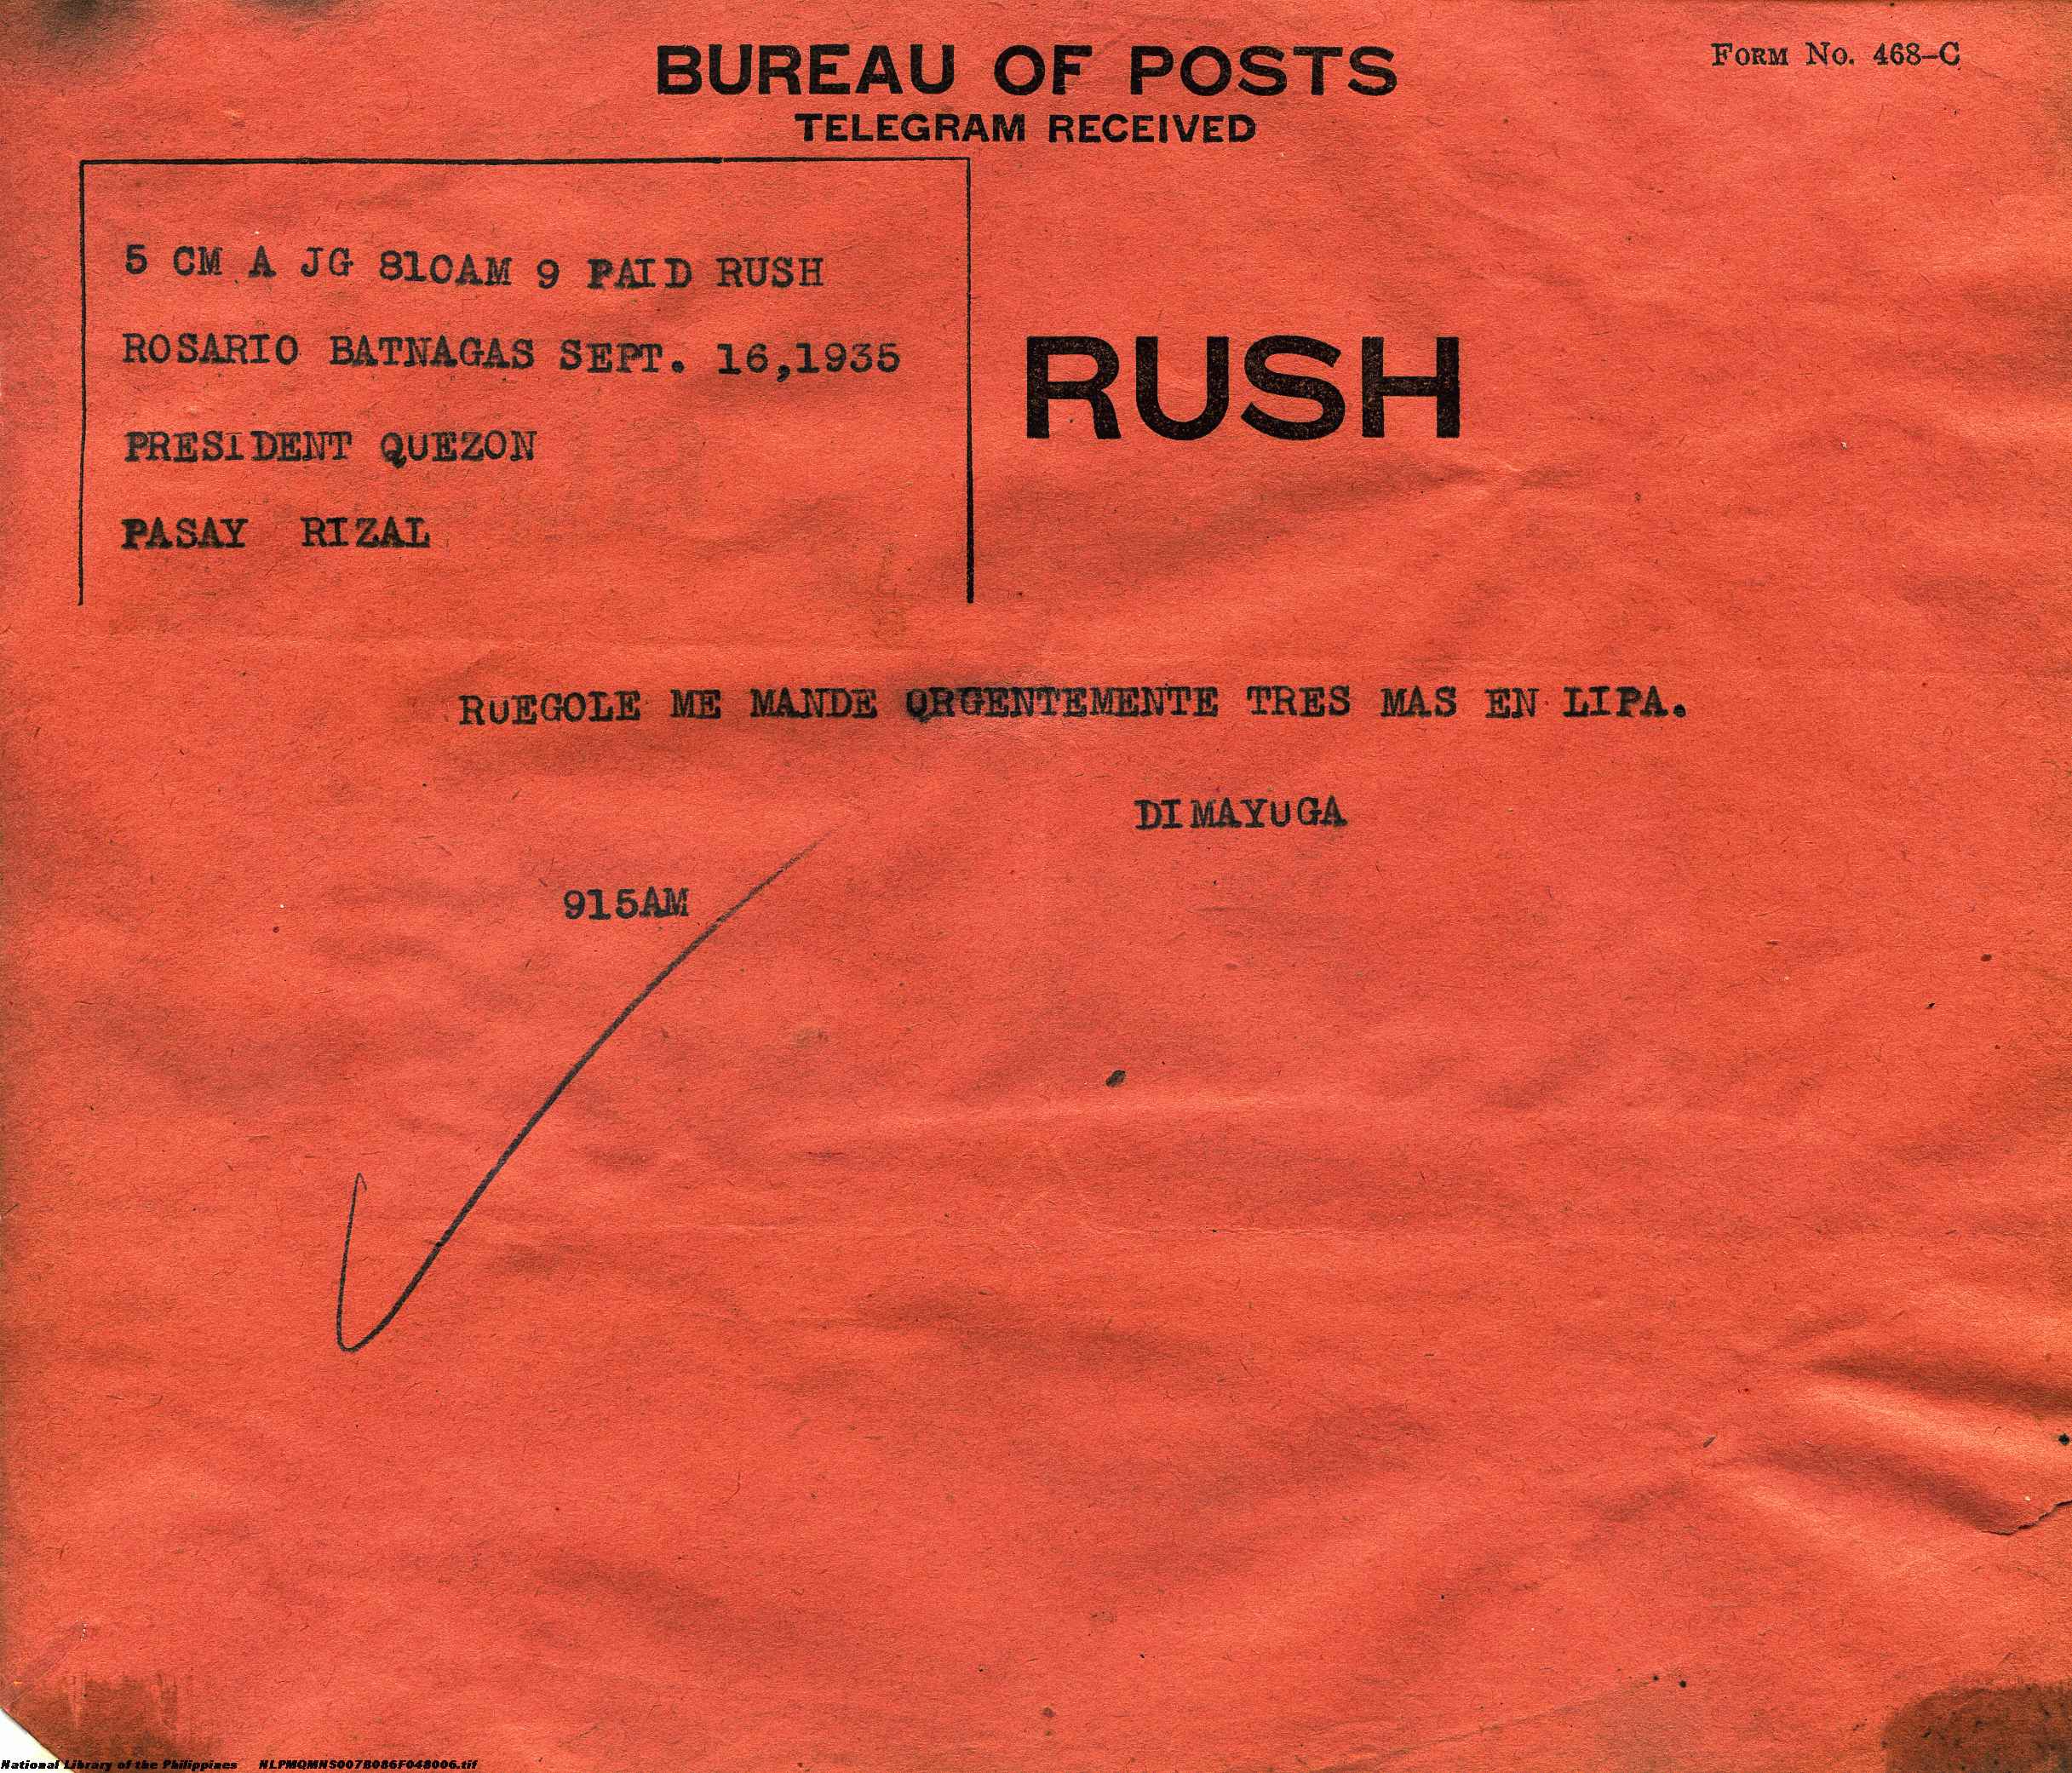 BUREAU OF POSTS
FORM NO. 468-C
TELEGRAM RECEIVED
5 CM A JG 810AM 9 PAID RUSH
ROSARIO BATNAGAS SEPT. 16,1935
PRESIDENT QUEZON
PASAY RIZAL
RUSH
RUEGOLE ME MANDE QRGENTEMENTE TRES MAS EN LIPA.
DIMAYUGA
915AM
National Library of the Philippines NLPMQMNS007B086F048006.tif